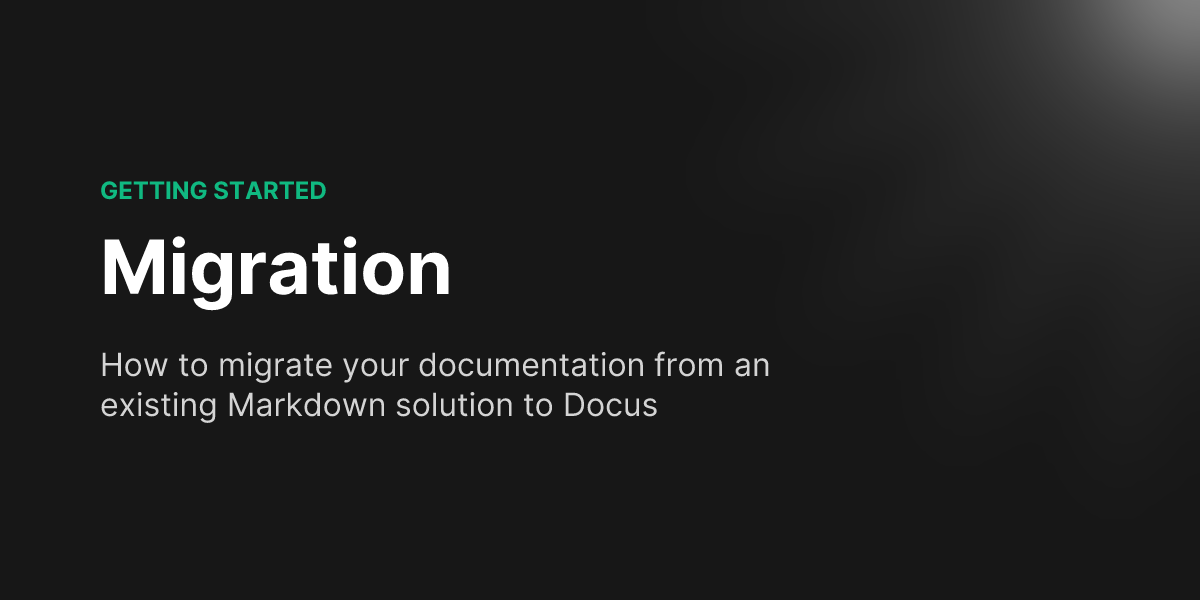 GETTING STARTED
Migration
How to migrate your documentation from an
existing Markdown solution to Docus